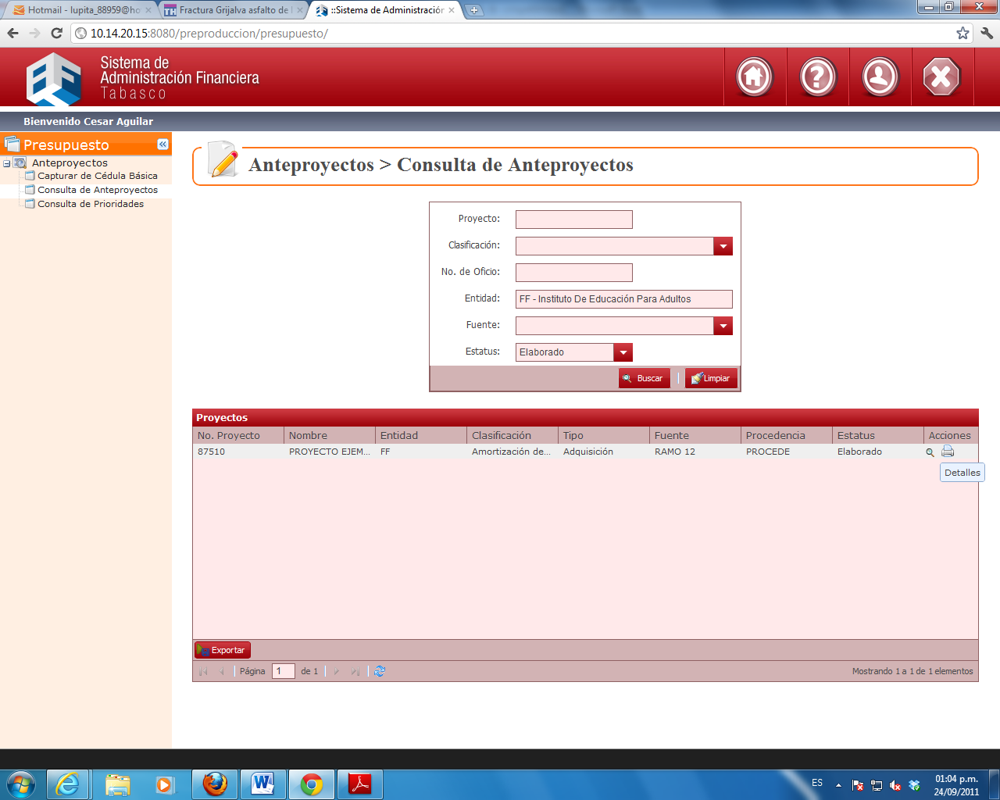 Hotmail - lupita_88959@ho
Fractura Grijalva asfalto de
::Sistema de Administración
10.14.20.15:8080/preproduccion/presupuesto/
Sistema de
Administración Financiera
Tabasco
Bienvenido Cesar Aguilar
Presupuesto
Anteproyectos
Capturar de Cédula Básica
Consulta de Anteproyectos
Consulta de Prioridades
Anteproyectos > Consulta de Anteproyectos
Proyecto:
Clasificación:
No. de Oficio:
Entidad: FF - Instituto De Educación Para Adultos
Fuente:
Estatus: Elaborado
Buscar Limpiar
Proyectos
No. Proyecto Nombre Entidad Clasificación Tipo Fuente Procedencia Estatus Acciones
87510 PROYECTO EJEM... FF Amortización de... Adquisición RAMO 12 PROCEDE Elaborado
Detalles
Exportar
Página 1 de 1 Mostrando 1 a 1 de 1 elementos
ES 01:04 p.m.
24/09/2011